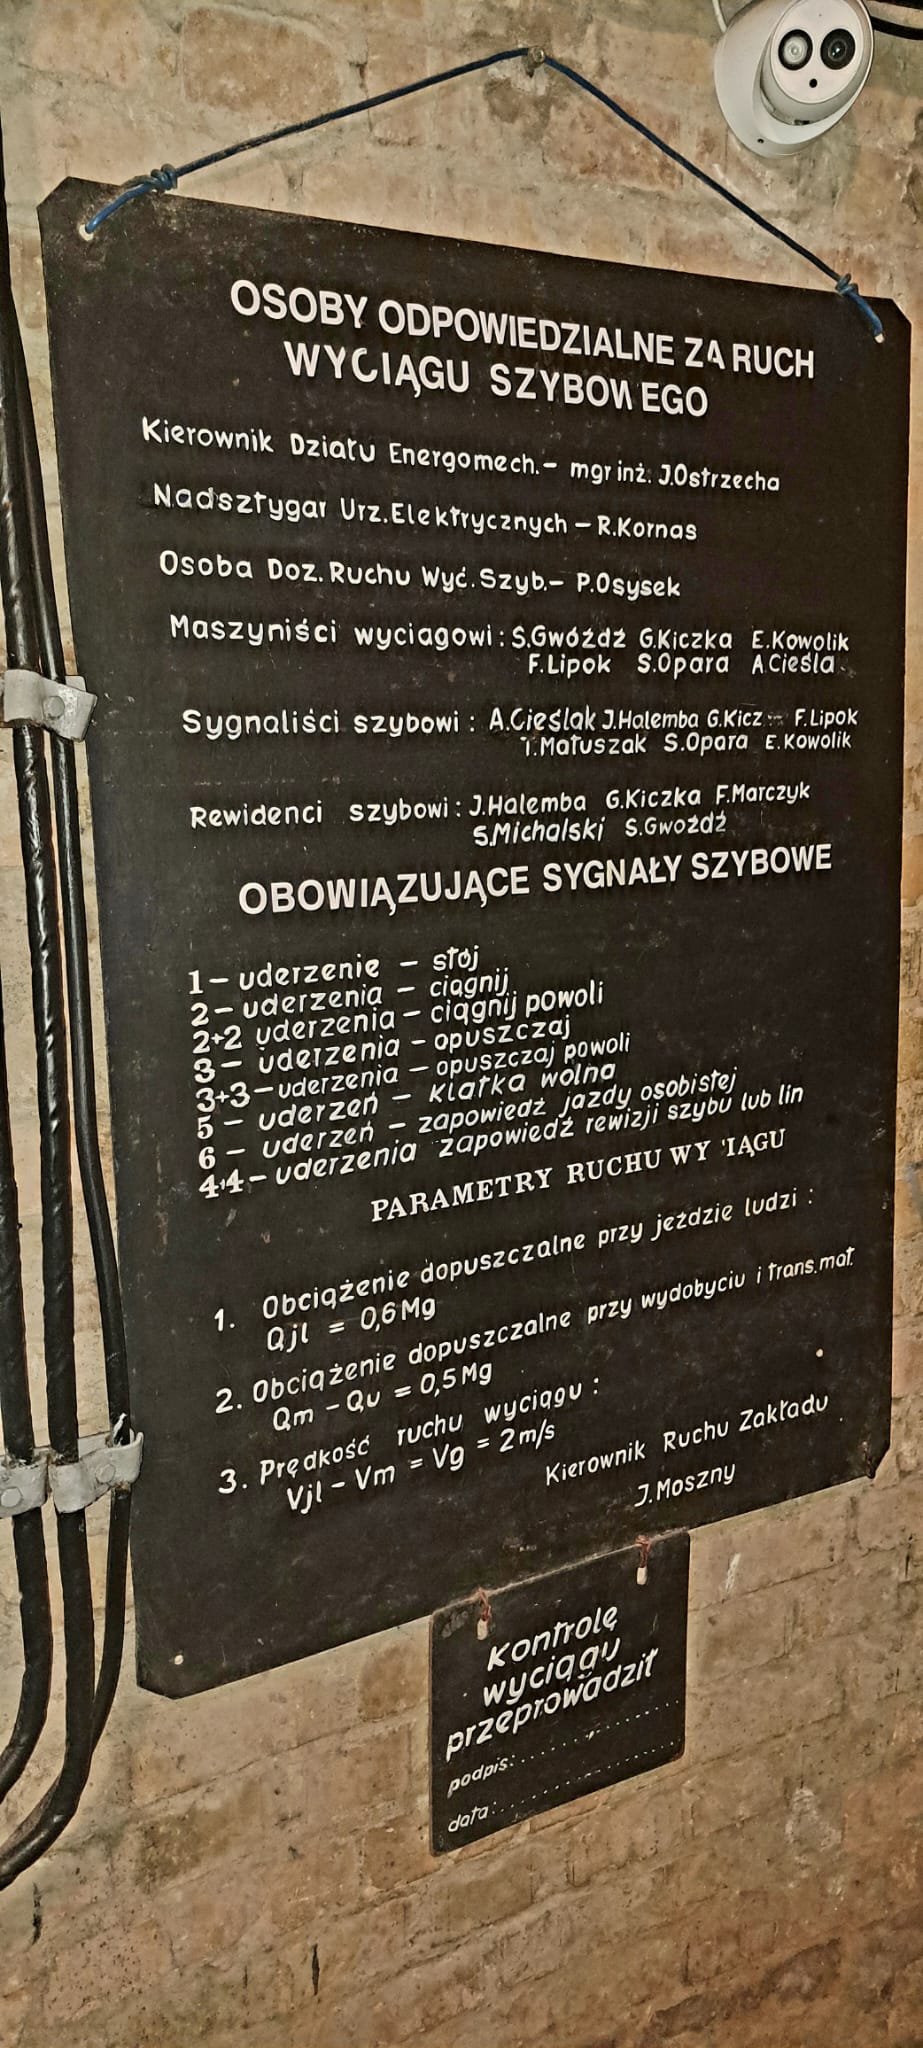 OSOBY ODPOWIEDZIALNE ZA RUCH
WYCIĄGU SZYBOWEGO
Kierownik Działu Energomech.- mgr inż. J.Ostrzecha
Nadsztygar Urz.Elektrycznych - R.Kornas
Osoba Doz. Ruchu Wyć. Szyb.- P.Osysek
Maszyniści wyciagowi: S.Gwóźdź G.Kiczka E.Kowolik
F.Lipok S.Opara A.Cieśla
Sygnaliści szybowi: A.Cieślak J.Halemba G.Kicz F.Lipok
T.Matuszak S.Opara E.Kowolik
Rewidenci szybowi: J.Halemba G.Kiczka F.Marczyk
S.Michalski S.Gwoźdź
OBOWIĄZUJĄCE SYGNAŁY SZYBOWE
1 - uderzenie - stój
2 - uderzenia - ciągnij
2+2 uderzenia - ciągnij powoli
3 - uderzenia - opuszczaj
3+3 - uderzenia - opuszczaj powoli
5 - uderzeń - klatka wolna
6 - uderzeń - zapowiedź jazdy osobistej
4+4 - uderzenia zapowiedź rewizji szybu lub lin
PARAMETRY RUCHU WY IĄGU
1. Obciążenie dopuszczalne przy jeździe ludzi :
Qjl = 0,6 Mg
2. Obciążenie dopuszczalne przy wydobyciu i trans.mat.
Qm - Qu = 0,5 Mg
3. Prędkość ruchu wyciągu :
Vjl - Vm = Vg = 2 m/s
Kierownik Ruchu Zakładu
J.Moszny
Kontrolę
wyciągu
przeprowadził
podpis:..................
data:..................